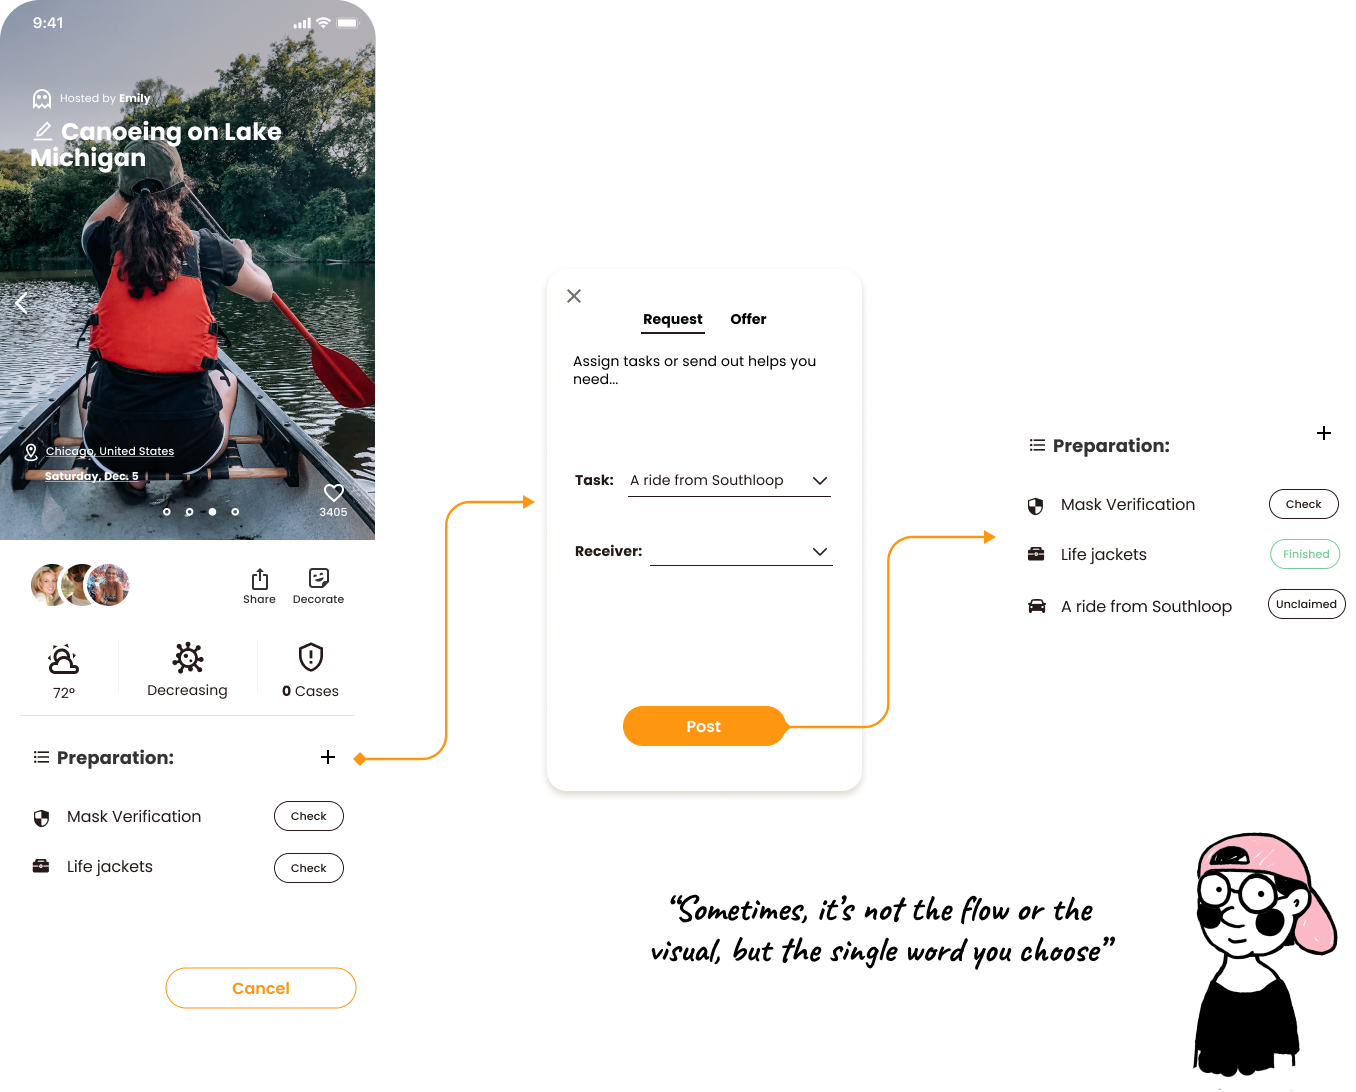 9:41
Hosted by Emily
Canoeing on Lake
Michigan
Chicago, United States
Saturday, Dec. 5
3405
Share
Decorate
72°
Decreasing
0 Cases
Preparation:
Mask Verification
Check
Life jackets
Check
Cancel
Request
Offer
Assign tasks or send out helps you
need...
Task:
A ride from Southloop
Receiver:
Post
Preparation:
Mask Verification
Check
Life jackets
Finished
A ride from Southloop
Unclaimed
“Sometimes, it’s not the flow or the
visual, but the single word you choose”